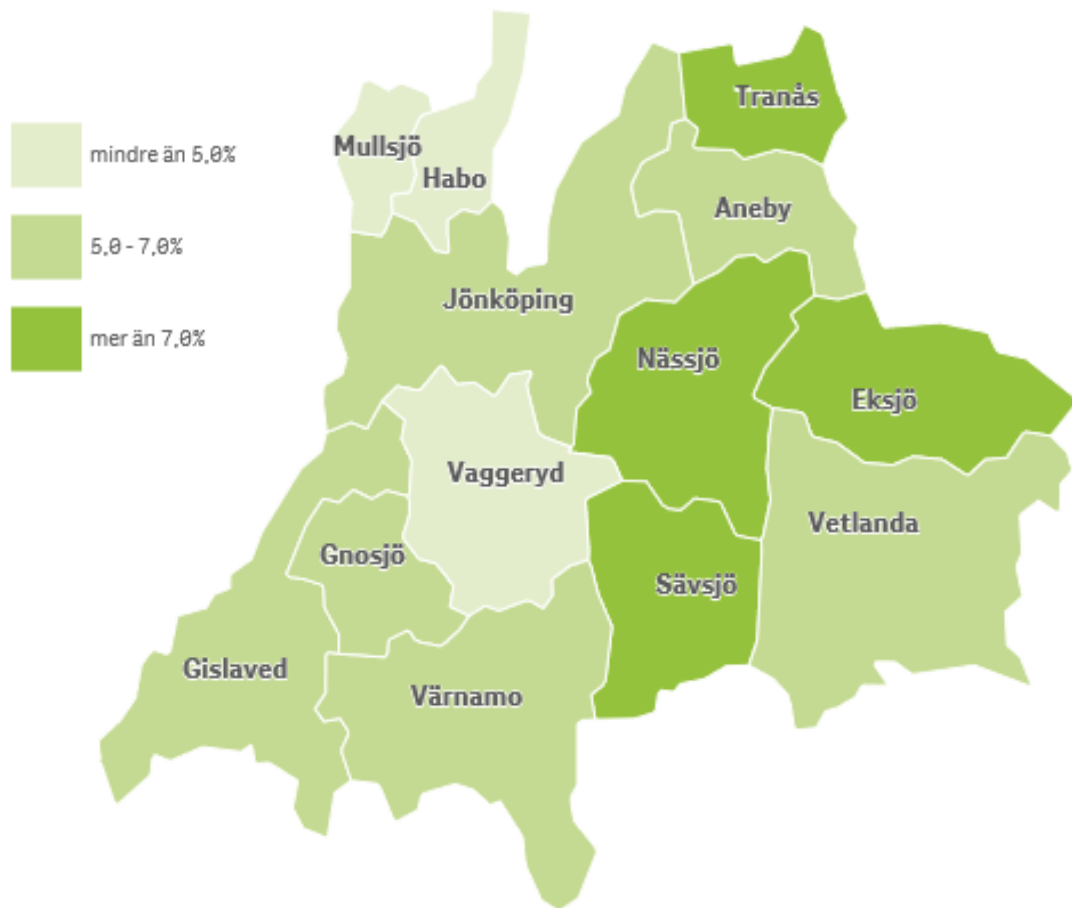 mindre än 5,0%
5,0 - 7,0%
mer än 7,0%
Tranås
Mullsjö
Habo
Aneby
Jönköping
Nässjö
Eksjö
Vaggeryd
Vetlanda
Gnosjö
Sävsjö
Gislaved
Värnamo